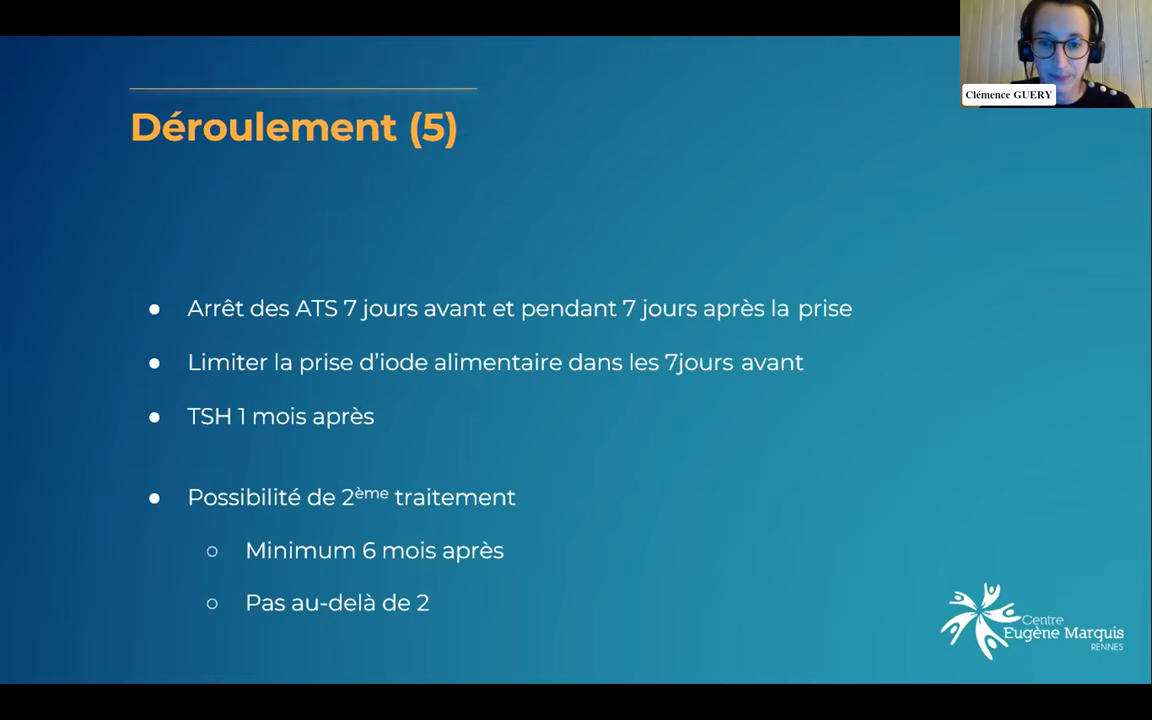 Clémence GUERY
Déroulement (5)
● Arrêt des ATS 7 jours avant et pendant 7 jours après la prise
● Limiter la prise d’iode alimentaire dans les 7jours avant
● TSH 1 mois après
● Possibilité de 2ème traitement
○ Minimum 6 mois après
○ Pas au-delà de 2
Centre
Eugène Marquis
RENNES